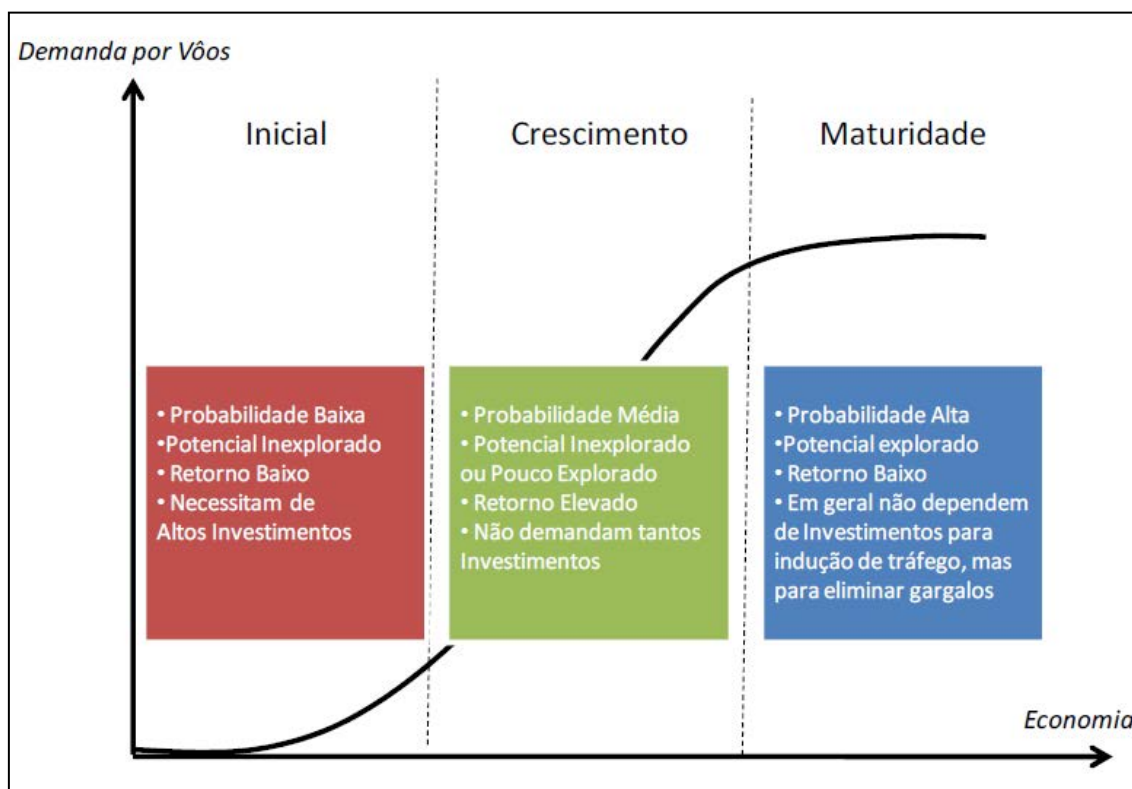 Demanda por Vôos
Inicial
Crescimento
Maturidade
• Probabilidade Baixa
•Potencial Inexplorado
• Retorno Baixo
• Necessitam de
Altos Investimentos
• Probabilidade Média
• Potencial Inexplorado
ou Pouco Explorado
• Retorno Elevado
• Não demandam tantos
Investimentos
• Probabilidade Alta
•Potencial explorado
• Retorno Baixo
• Em geral não dependem
de Investimentos para
indução de tráfego, mas
para eliminar gargalos
Economia